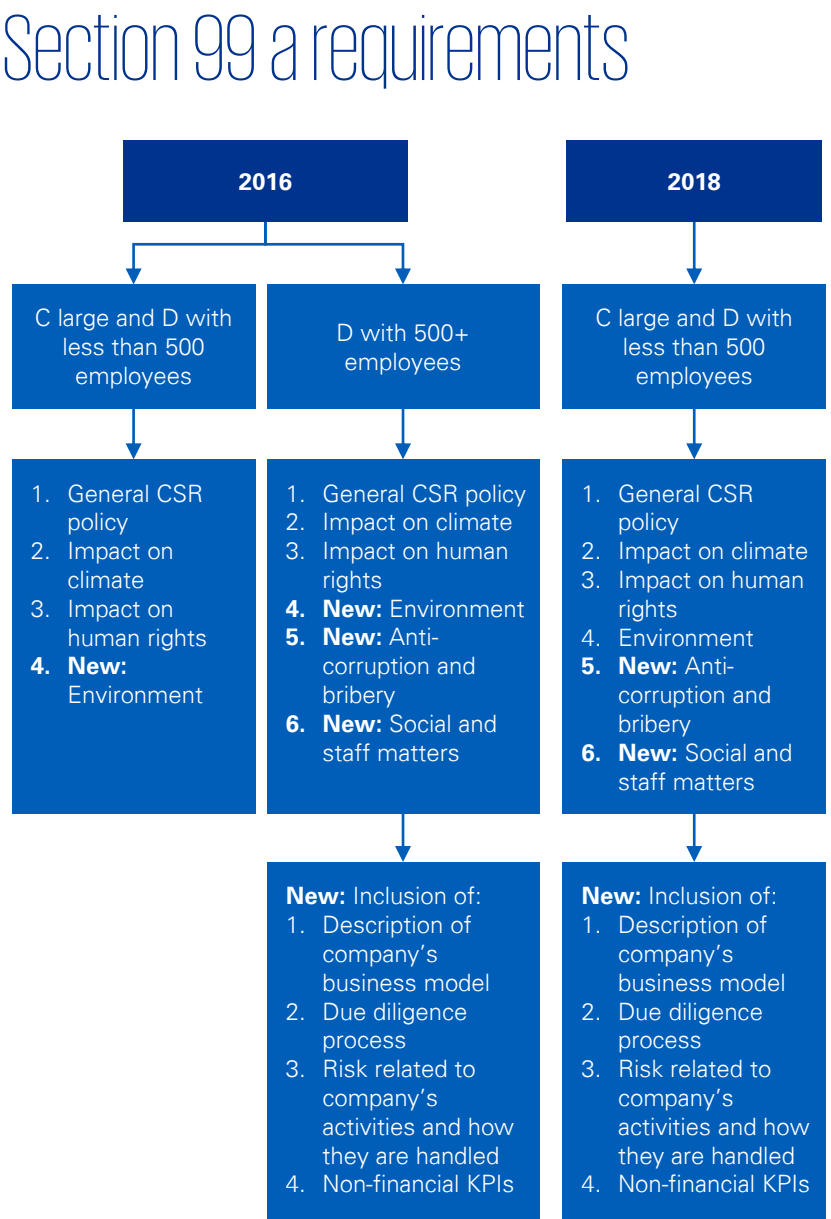 Section 99 a requirements
2016
C large and D with
less than 500
employees
1. General CSR
policy
2. Impact on
climate
3. Impact on
human rights
4. New:
Environment
D with 500+
employees
1. General CSR policy
2. Impact on climate
3. Impact on human
rights
4. New: Environment
5. New: Anti-
corruption and
bribery
6. New: Social and
staff matters
New: Inclusion of:
1. Description of
company’s
business model
2. Due diligence
process
3. Risk related to
company’s
activities and how
they are handled
4. Non-financial KPIs
2018
C large and D with
less than 500
employees
1. General CSR
policy
2. Impact on climate
3. Impact on human
rights
4. Environment
5. New: Anti-
corruption and
bribery
6. New: Social and
staff matters
New: Inclusion of:
1. Description of
company’s
business model
2. Due diligence
process
3. Risk related to
company’s
activities and how
they are handled
4. Non-financial KPIs